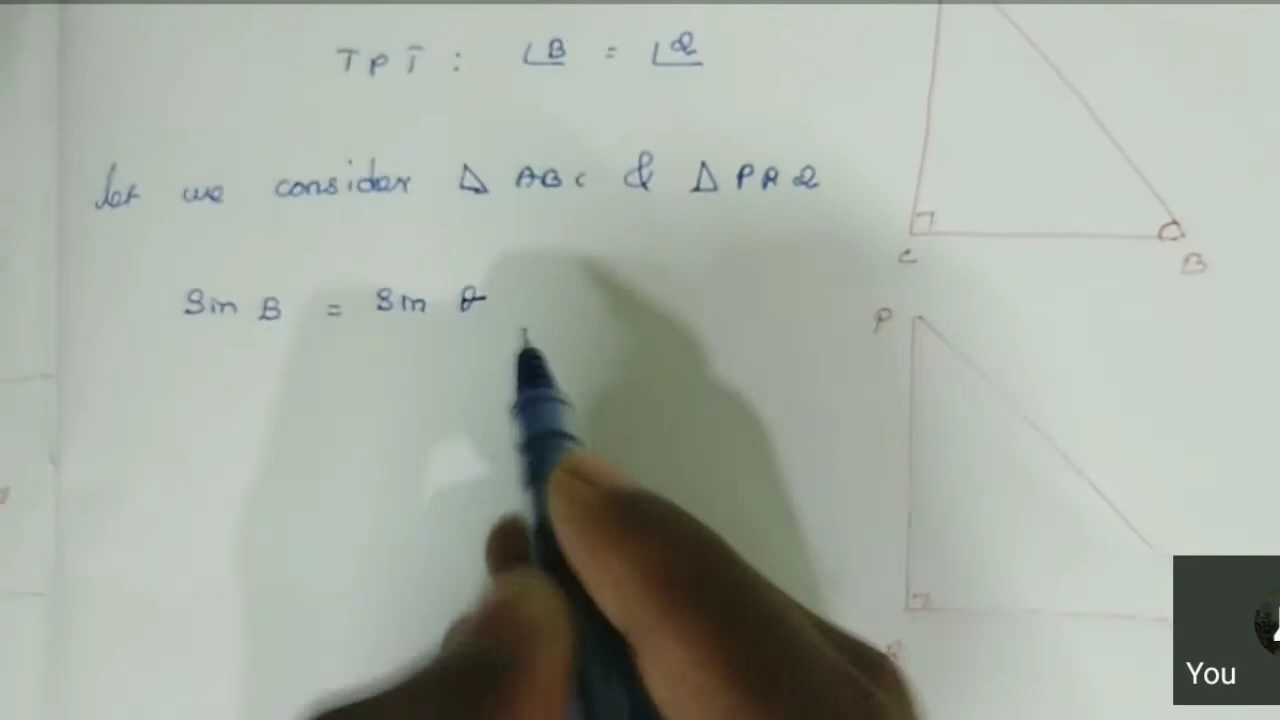 TPT : ∠B = ∠Q
let we consider Δ ABC & Δ PRQ
Sin B = Sin Q
C
B
P
R
You